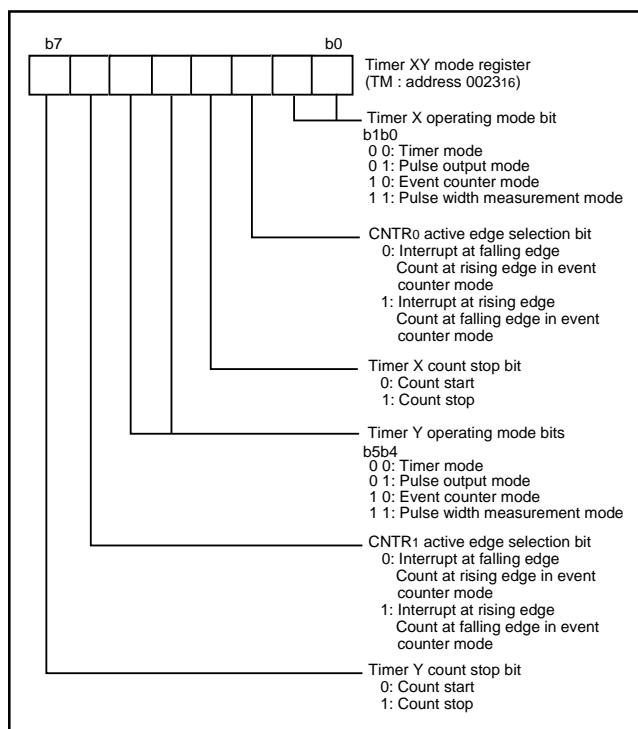 b7 b0
Timer XY mode register
(TM : address 002316)
Timer X operating mode bit
b1b0
0 0: Timer mode
0 1: Pulse output mode
1 0: Event counter mode
1 1: Pulse width measurement mode
CNTR0 active edge selection bit
0: Interrupt at falling edge
Count at rising edge in event
counter mode
1: Interrupt at rising edge
Count at falling edge in event
counter mode
Timer X count stop bit
0: Count start
1: Count stop
Timer Y operating mode bits
b5b4
0 0: Timer mode
0 1: Pulse output mode
1 0: Event counter mode
1 1: Pulse width measurement mode
CNTR1 active edge selection bit
0: Interrupt at falling edge
Count at rising edge in event
counter mode
1: Interrupt at rising edge
Count at falling edge in event
counter mode
Timer Y count stop bit
0: Count start
1: Count stop